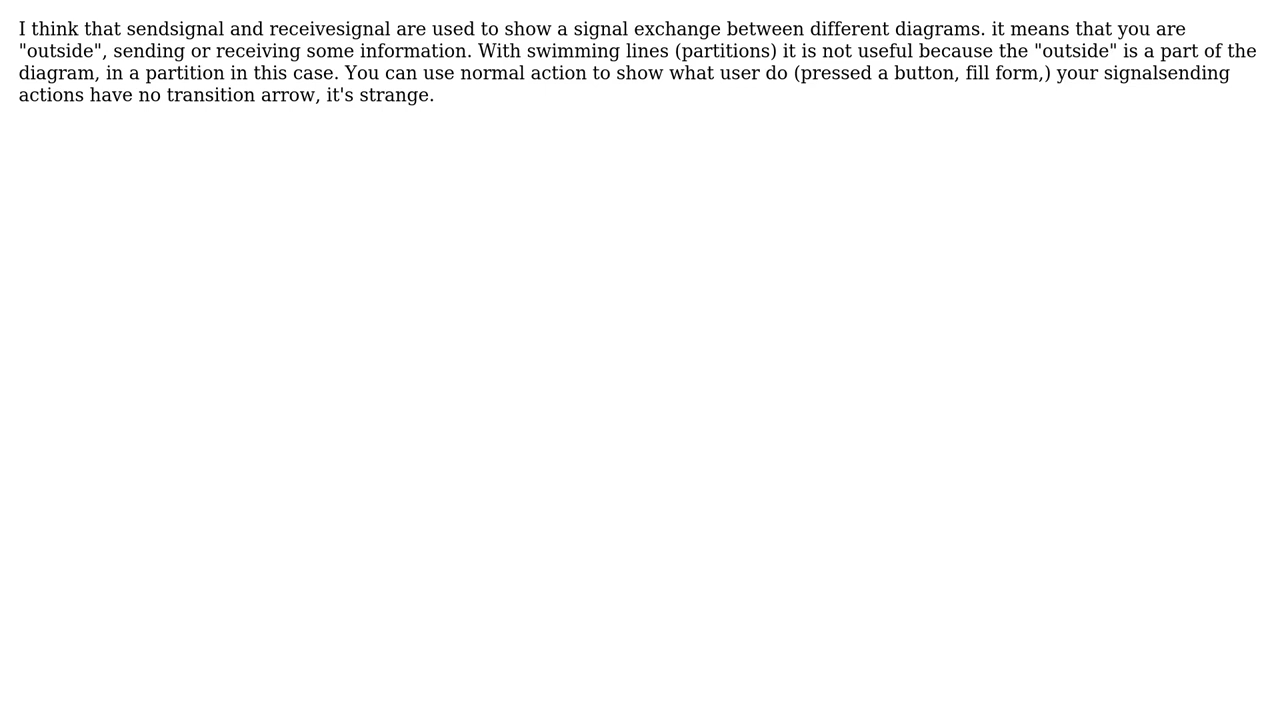 I think that sendsignal and receivesignal are used to show a signal exchange between different diagrams. it means that you are
"outside", sending or receiving some information. With swimming lines (partitions) it is not useful because the "outside" is a part of the
diagram, in a partition in this case. You can use normal action to show what user do (pressed a button, fill form,) your signalsending
actions have no transition arrow, it's strange.